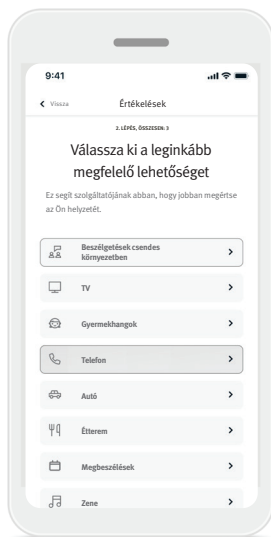 9:41
Vissza
Értékelések
2. LÉPÉS, ÖSSZESEN: 3
Válassza ki a leginkább
megfelelő lehetőséget
Ez segít szolgáltatójának abban, hogy jobban megértse
az Ön helyzetét.
Beszélgetések csendes
környezetben
TV
Gyermekhangok
Telefon
Autó
Étterem
Megbeszélések
Zene